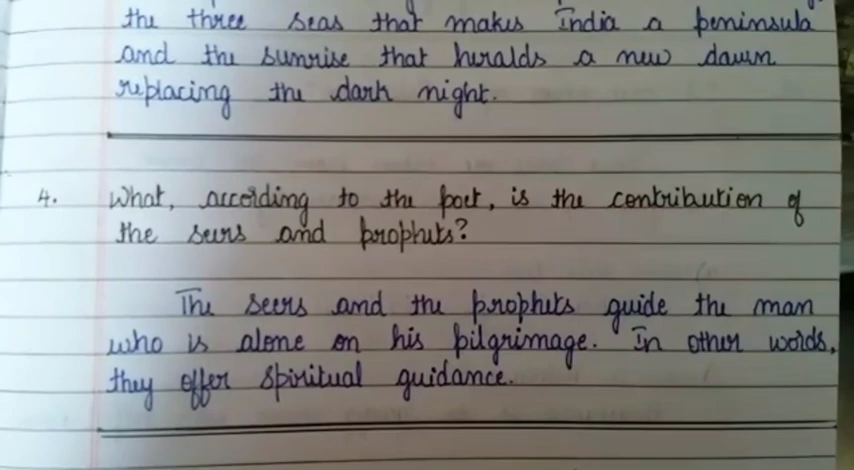 the three seas that makes India a peninsula
and the sunrise that heralds a new dawn
replacing the dark night.
4. What, according to the poet, is the contribution of
the seers and prophets?
The seers and the prophets guide the man
who is alone on his pilgrimage. In other words,
they offer spiritual guidance.